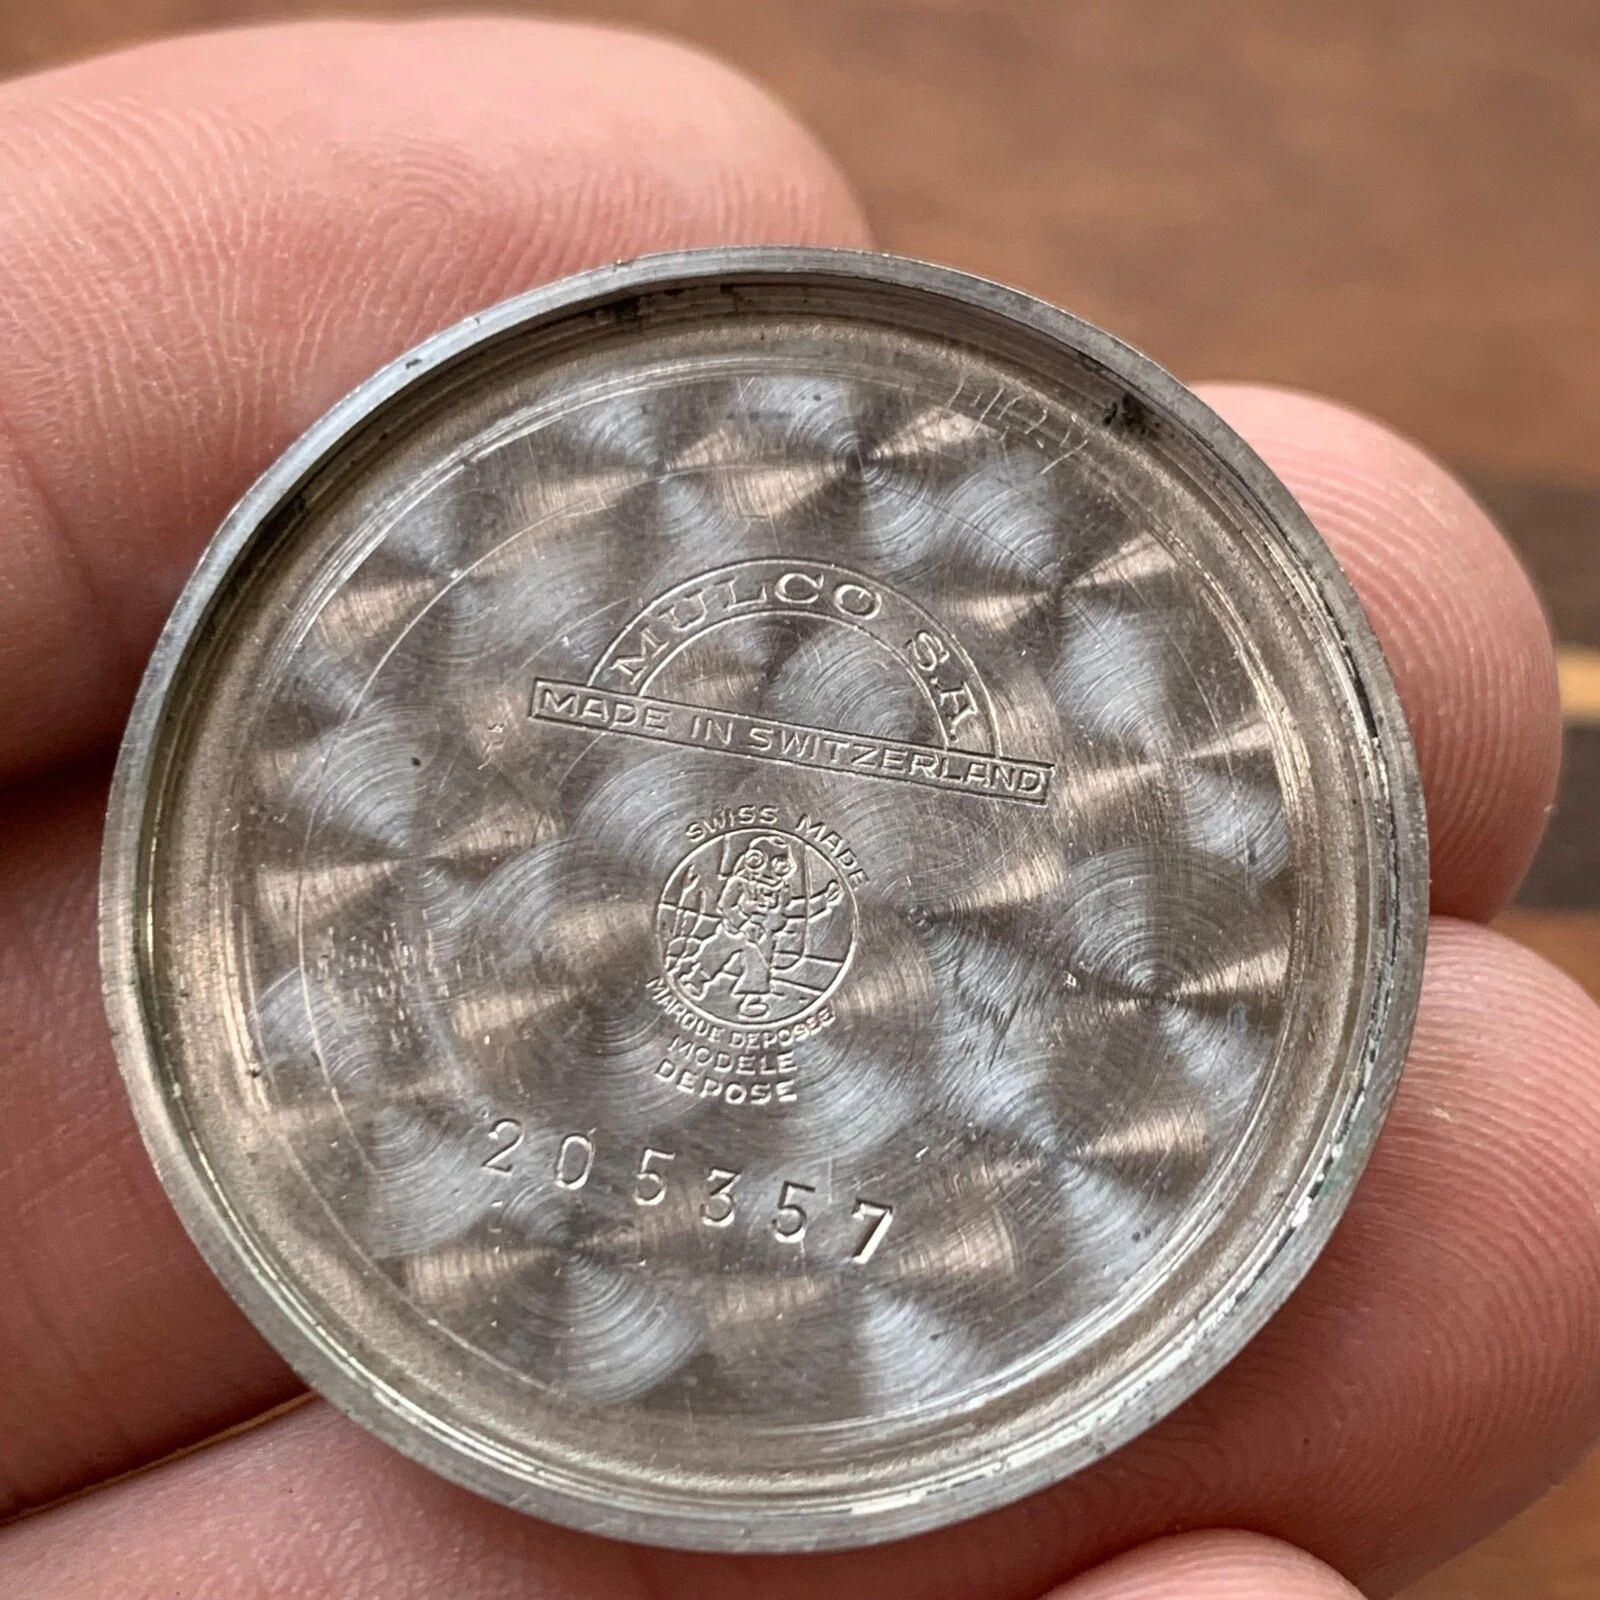 MULCO S.A
MADE IN SWITZERLAND
SWISS MADE
MARQUE DEPOSEE
MODELE
DEPOSE
205357